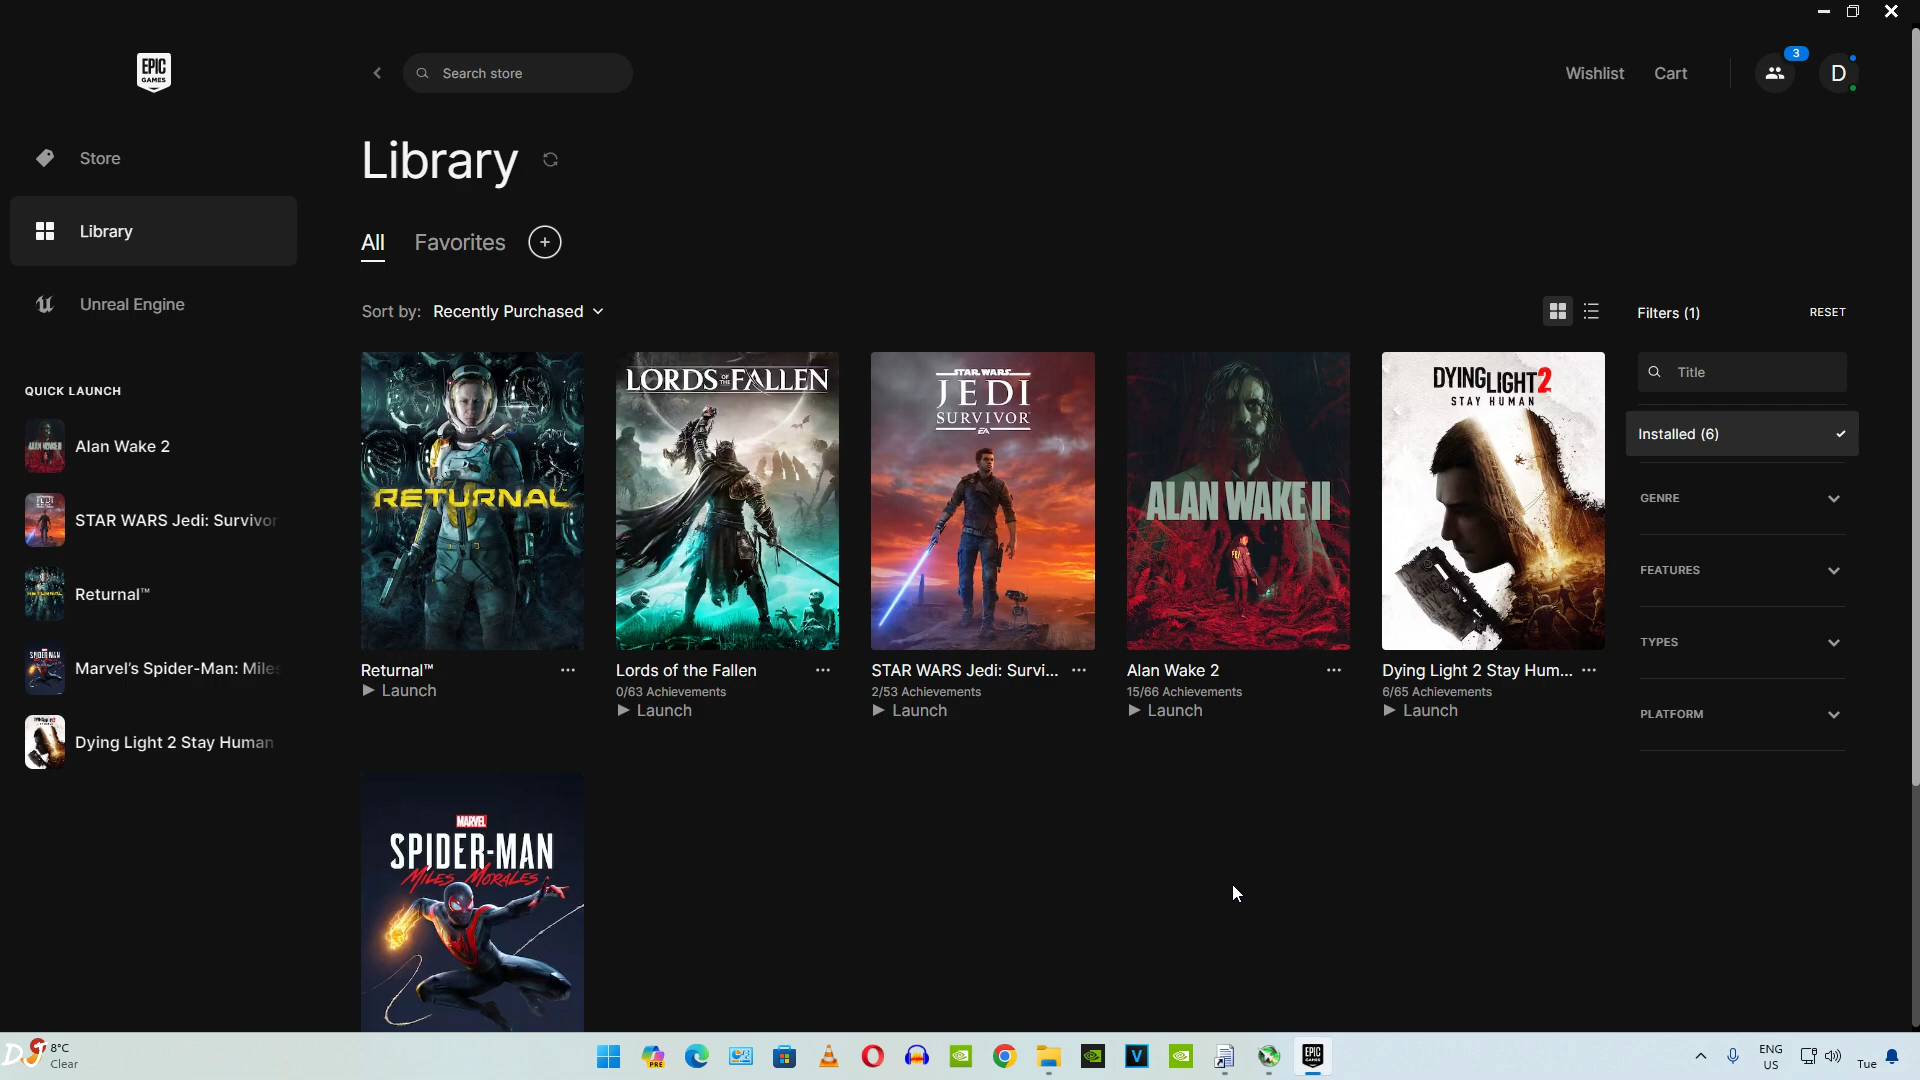 EPIC
GAMES
Search store
Wishlist
Cart
3
D
Store
Library
Unreal Engine
QUICK LAUNCH
Alan Wake 2
STAR WARS Jedi: Survivor
Returnal™
Marvel's Spider-Man: Miles
Dying Light 2 Stay Human
Library
All
Favorites
+
Sort by: Recently Purchased
Filters (1)
RESET
Title
Installed (6)
GENRE
FEATURES
TYPES
PLATFORM
RETURNAL
LORDS OF THE FALLEN
STAR WARS
JEDI
SURVIVOR
EA
ALAN WAKE II
DYING LIGHT 2
STAY HUMAN
Returnal™
Launch
Lords of the Fallen
0/63 Achievements
Launch
STAR WARS Jedi: Survi...
2/53 Achievements
Launch
Alan Wake 2
15/66 Achievements
Launch
Dying Light 2 Stay Hum...
6/65 Achievements
Launch
MARVEL
SPIDER-MAN
MILES MORALES
8°C
Clear
PRE
V
EPIC
GAMES
ENG
US
Tue